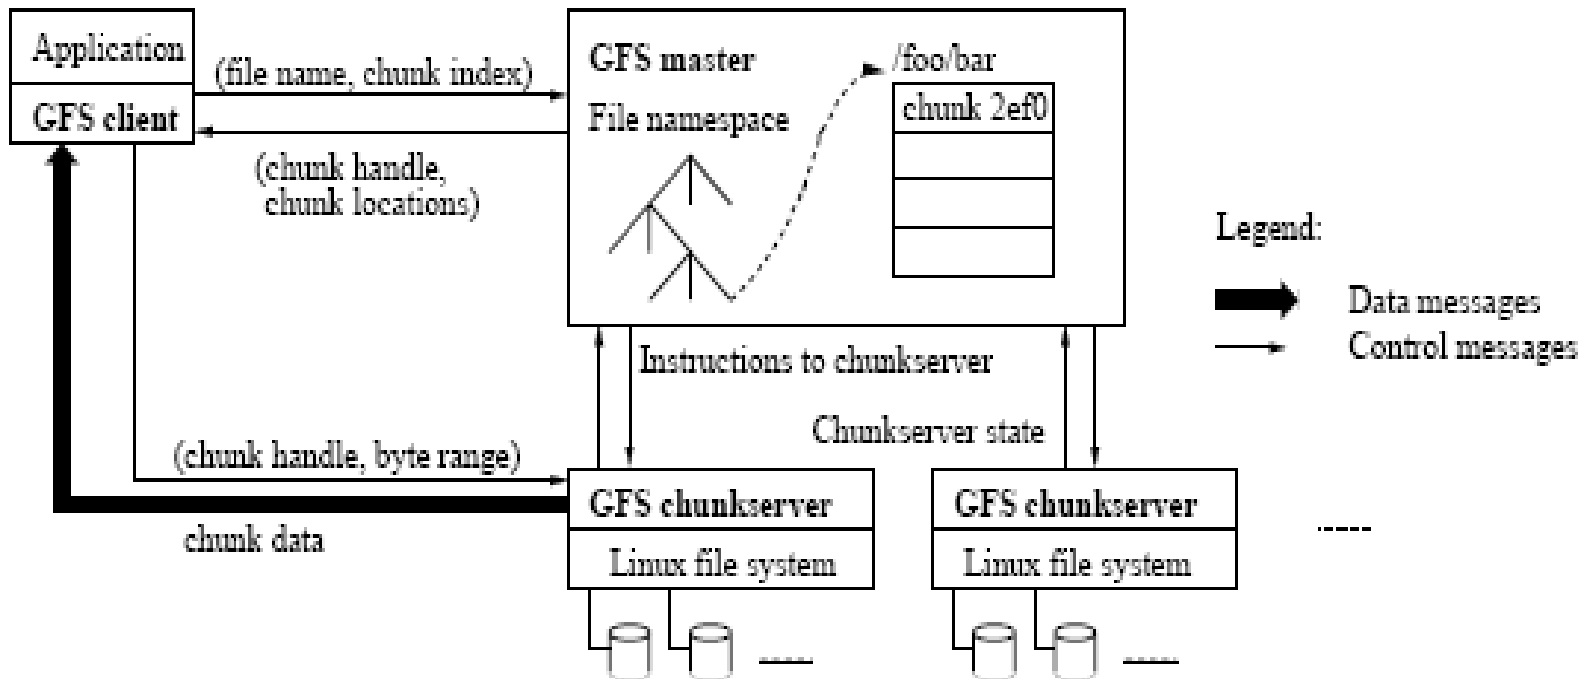 Application
GFS client
(file name, chunk index)
(chunk handle,
chunk locations)
GFS master
File namespace
/foo/bar
chunk 2ef0
Legend:
Data messages
Control messages
Instructions to chunkserver
Chunkserver state
(chunk handle, byte range)
chunk data
GFS chunkserver
Linux file system
GFS chunkserver
Linux file system